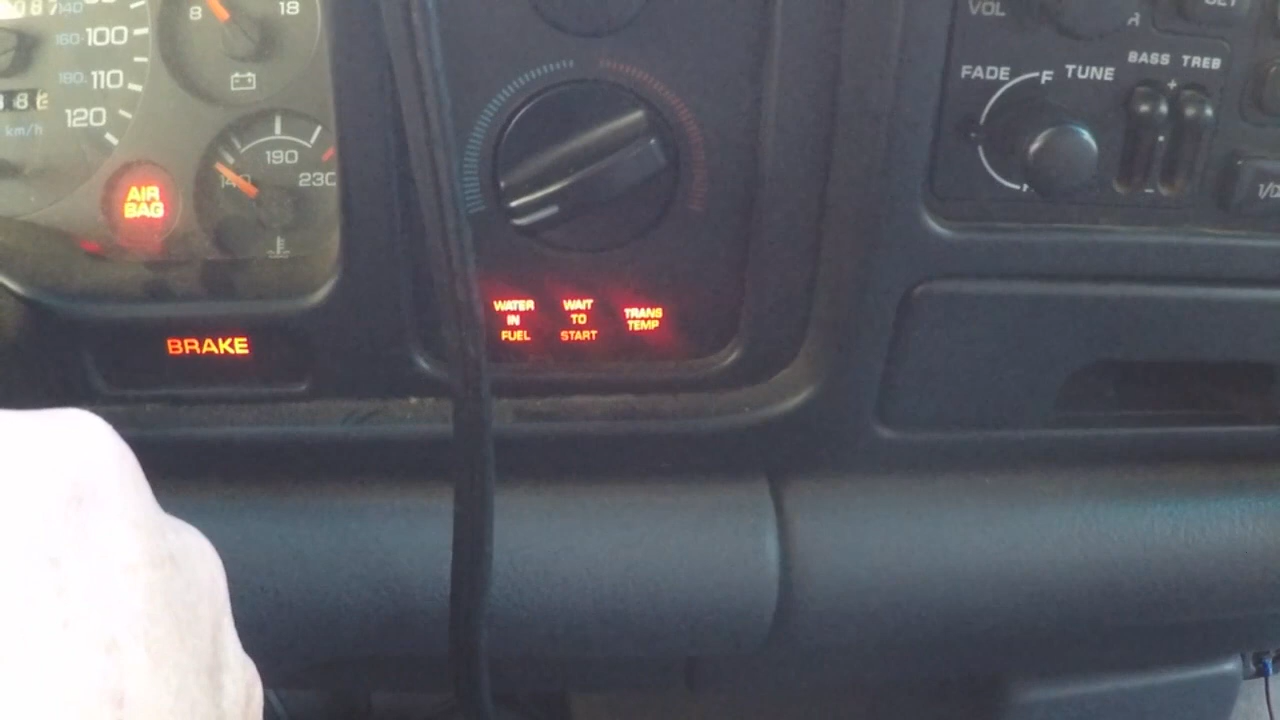 8 18
140
160 100
180 110
120
km/h
190
140 230
AIR
BAG
BRAKE
WATER
IN
FUEL
WAIT
TO
START
TRANS
TEMP
VOL
BASS TREB
FADE F TUNE
+
R